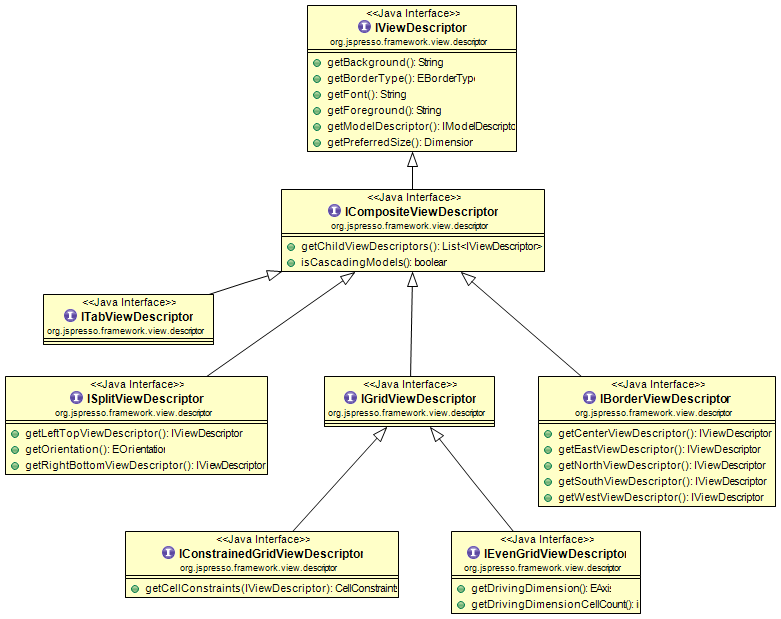 <<Java Interface>>
IViewDescriptor
org.jspresso.framework.view.descriptor
getBackground(): String
getBorderType(): EBorderType
getFont(): String
getForeground(): String
getModelDescriptor(): IModelDescriptor
getPreferredSize(): Dimension
<<Java Interface>>
ICompositeViewDescriptor
org.jspresso.framework.view.descriptor
getChildViewDescriptors(): List<IViewDescriptor>
isCascadingModels(): boolean
<<Java Interface>>
ITabViewDescriptor
org.jspresso.framework.view.descriptor
<<Java Interface>>
ISplitViewDescriptor
org.jspresso.framework.view.descriptor
getLeftTopViewDescriptor(): IViewDescriptor
getOrientation(): EOrientation
getRightBottomViewDescriptor(): IViewDescriptor
<<Java Interface>>
IGridViewDescriptor
org.jspresso.framework.view.descriptor
<<Java Interface>>
IBorderViewDescriptor
org.jspresso.framework.view.descriptor
getCenterViewDescriptor(): IViewDescriptor
getEastViewDescriptor(): IViewDescriptor
getNorthViewDescriptor(): IViewDescriptor
getSouthViewDescriptor(): IViewDescriptor
getWestViewDescriptor(): IViewDescriptor
<<Java Interface>>
IConstrainedGridViewDescriptor
org.jspresso.framework.view.descriptor
getCellConstraints(IViewDescriptor): CellConstraints
<<Java Interface>>
IEvenGridViewDescriptor
org.jspresso.framework.view.descriptor
getDrivingDimension(): EAxis
getDrivingDimensionCellCount(): i